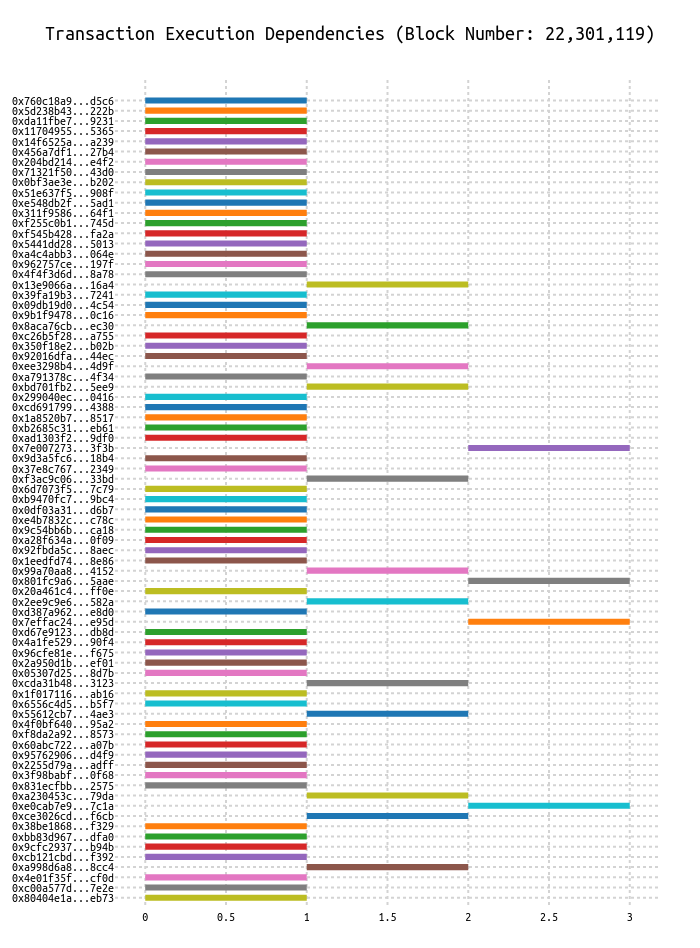 Transaction Execution Dependencies (Block Number: 22,301,119)
0x760c18a9...d5c6
0x5d238b43...222b
0xda11fbe7...9231
0x11704955...5365
0x14f6525a...a239
0x456a7df1...27b4
0x204bd214...e4f2
0x71321f50...43d0
0x0bf3ae3e...b202
0x51e637f5...908f
0xe548db2f...5ad1
0x311f9586...64f1
0xf255c0b1...745d
0xf545b428...fa2a
0x5441dd28...5013
0xa4c4abb3...064e
0x962757ce...197f
0x4f4f3d6d...8a78
0x13e9066a...16a4
0x39fa19b3...7241
0x09db19d0...4c54
0x9b1f9478...0c16
0x8aca76cb...ec30
0xc26b5f28...a755
0x350f18e2...b02b
0x92016dfa...44ec
0xee3298b4...4d9f
0xa791378c...4f34
0xbd701fb2...5ee9
0x299040ec...0416
0xcd691799...4388
0x1a8520b7...8517
0xb2685c31...eb61
0xad1303f2...9df0
0x7e007273...3f3b
0x9d3a5fc6...18b4
0x37e8c767...2349
0xf3ac9c06...33bd
0x6d7073f5...7c79
0xb9470fc7...9bc4
0x0df03a31...d6b7
0xe4b7832c...c78c
0x9c54bb6b...ca18
0xa28f634a...0f09
0x92fbda5c...8aec
0x1eedfd74...8e86
0x99a70aa8...4152
0x801fc9a6...5aae
0x20a461c4...ff0e
0x2ee9c9e6...582a
0xd387a962...e8d0
0x7effac24...e95d
0xd67e9123...db8d
0x4a1fe529...90f4
0x96cfe81e...f675
0x2a950d1b...ef01
0x05307d25...8d7b
0xcda31b48...3123
0x1f017116...ab16
0x6556c4d5...b5f7
0x55612cb7...4ae3
0x4f0bf640...95a2
0xf8da2a92...8573
0x60abc722...a07b
0x95762906...d4f9
0x2255d79a...adff
0x3f98babf...0f68
0x831ecfbb...2575
0xa230453c...79da
0xe0cab7e9...7c1a
0xce3026cd...f6cb
0x38be1868...f329
0xbb83d967...dfa0
0x9cfc2937...b94b
0xcb121cbd...f392
0xa998d6a8...8cc4
0x4e01f35f...cf0d
0xc00a577d...7e2e
0x80404e1a...eb73
0 0.5 1 1.5 2 2.5 3